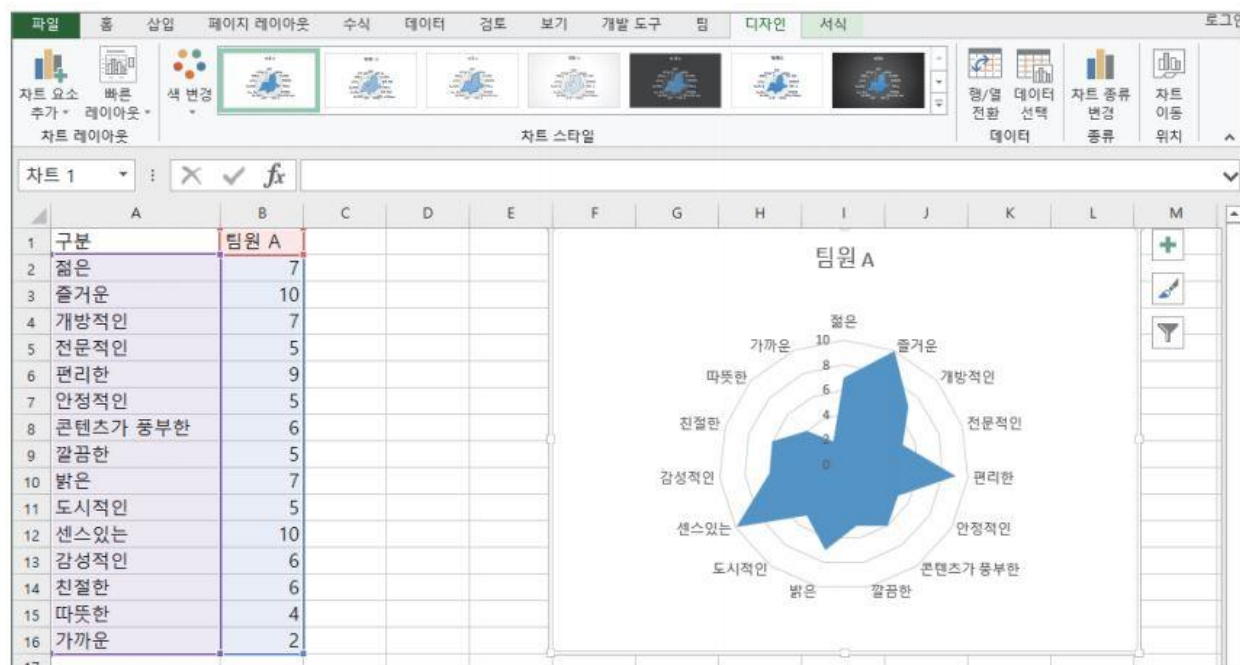 파일 홈 삽입 페이지 레이아웃 수식 데이터 검토 보기 개발 도구 팀 디자인 서식 로그인
차트 요소 추가 빠른 레이아웃 색 변경 행/열 전환 데이터 선택 차트 종류 변경 차트 이동
차트 레이아웃 차트 스타일 데이터 종류 위치
차트 1 fx
A B C D E F G H I J K L M
1 구분 팀원 A
2 젊은 7
3 즐거운 10
4 개방적인 7
5 전문적인 5
6 편리한 9
7 안정적인 5
8 콘텐츠가 풍부한 6
9 깔끔한 5
10 밝은 7
11 도시적인 5
12 센스있는 10
13 감성적인 6
14 친절한 6
15 따뜻한 4
16 가까운 2
17
팀원 A
젊은
즐거운
개방적인
전문적인
편리한
안정적인
콘텐츠가 풍부한
깔끔한
밝은
도시적인
센스있는
감성적인
친절한
따뜻한
가까운
10
8
6
4
2
0